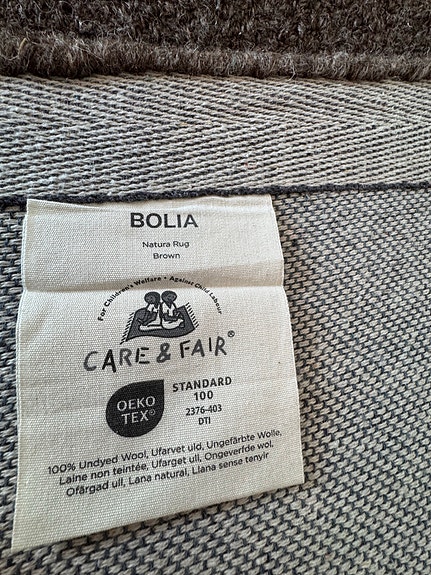 BOLIA
Natura Rug
Brown
For Children's Welfare • Against Child Labour
CARE & FAIR®
OEKO
TEX®
STANDARD
100
2376-403
DTI
100% Undyed Wool, Ufarvet uld, Ungefärbte Wolle,
Laine non teintée, Ufarget ull, Ongeverfde wol,
Ofärgad ull, Lana natural, Llana sense tenyir